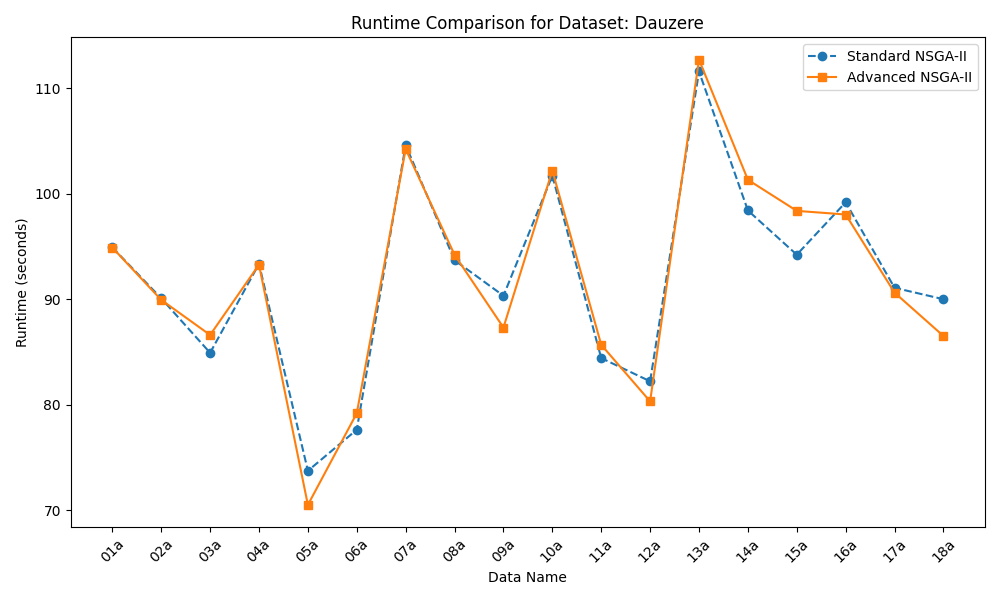 Runtime Comparison for Dataset: Dauzere
Standard NSGA-II
Advanced NSGA-II
Runtime (seconds)
110
100
90
80
70
01a
02a
03a
04a
05a
06a
07a
08a
09a
10a
11a
12a
13a
14a
15a
16a
17a
18a
Data Name